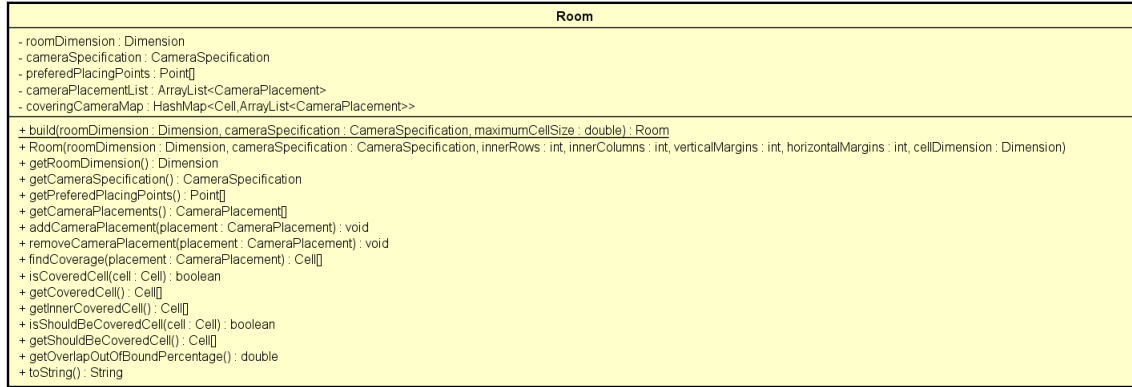 Room
- roomDimension : Dimension
- cameraSpecification : CameraSpecification
- preferedPlacingPoints : Point[]
- cameraPlacementList : ArrayList<CameraPlacement>
- coveringCameraMap : HashMap<Cell,ArrayList<CameraPlacement>>
+ build(roomDimension : Dimension, cameraSpecification : CameraSpecification, maximumCellSize : double) : Room
+ Room(roomDimension : Dimension, cameraSpecification : CameraSpecification, innerRows : int, innerColumns : int, verticalMargins : int, horizontalMargins : int, cellDimension : Dimension)
+ getRoomDimension() : Dimension
+ getCameraSpecification() : CameraSpecification
+ getPreferedPlacingPoints() : Point[]
+ getCameraPlacements() : CameraPlacement[]
+ addCameraPlacement(placement : CameraPlacement) : void
+ removeCameraPlacement(placement : CameraPlacement) : void
+ findCoverage(placement : CameraPlacement) : Cell[]
+ isCoveredCell(cell : Cell) : boolean
+ getCoveredCell() : Cell[]
+ getInnerCoveredCell() : Cell[]
+ isShouldBeCoveredCell(cell : Cell) : boolean
+ getShouldBeCoveredCell() : Cell[]
+ getOverlapOutOfBoundPercentage() : double
+ toString() : String